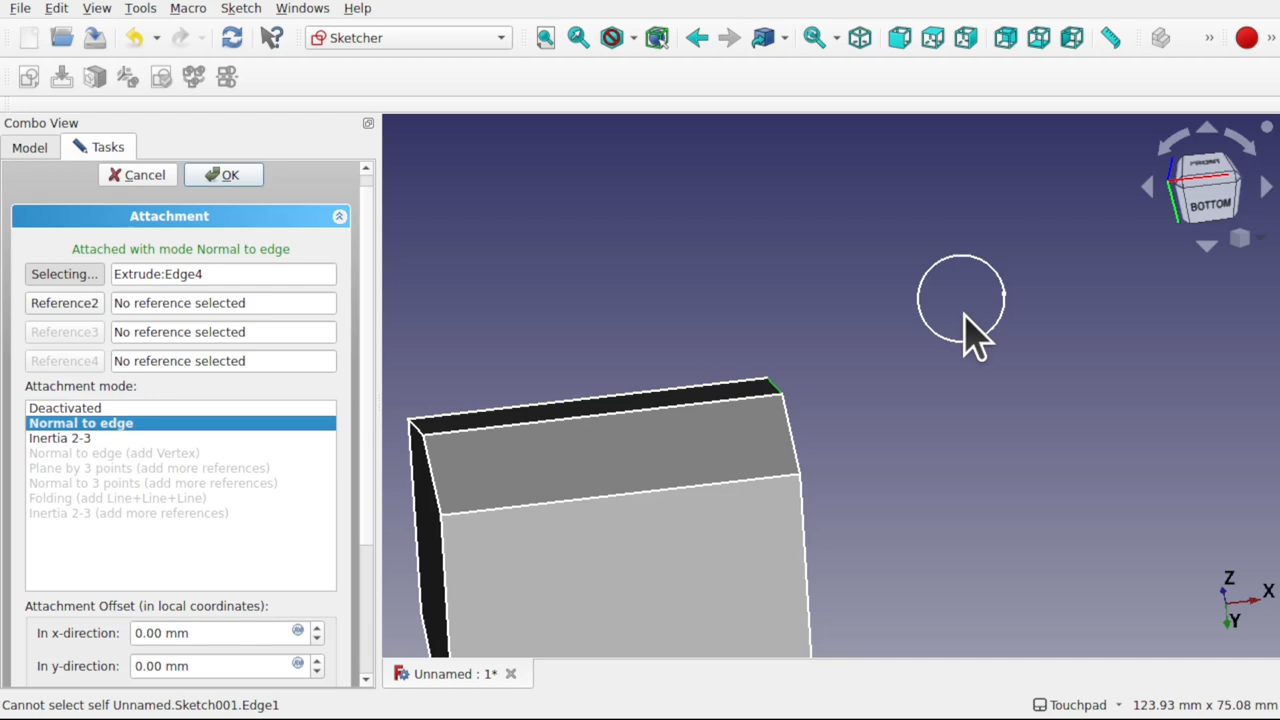 File Edit View Tools Macro Sketch Windows Help
Sketcher
»
»
Combo View
Model Tasks
Cancel OK
Attachment
Attached with mode Normal to edge
Selecting... Extrude:Edge4
Reference2 No reference selected
Reference3 No reference selected
Reference4 No reference selected
Attachment mode:
Deactivated
Normal to edge
Inertia 2-3
Normal to edge (add Vertex)
Plane by 3 points (add more references)
Normal to 3 points (add more references)
Folding (add Line+Line+Line)
Inertia 2-3 (add more references)
Attachment Offset (in local coordinates):
In x-direction: 0.00 mm
In y-direction: 0.00 mm
FRONT
BOTTOM
Z
X
Y
Unnamed : 1*
Cannot select self Unnamed.Sketch001.Edge1
Touchpad 123.93 mm x 75.08 mm